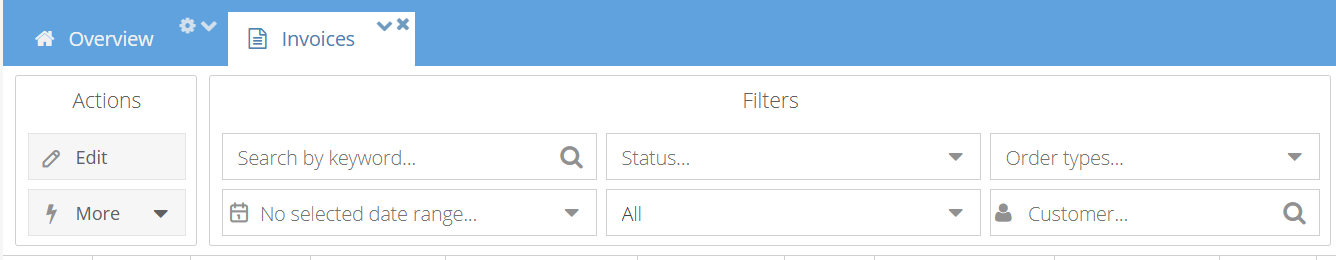 Overview
Invoices
Actions
Filters
Edit
Search by keyword...
Status...
Order types...
More
No selected date range...
All
Customer...